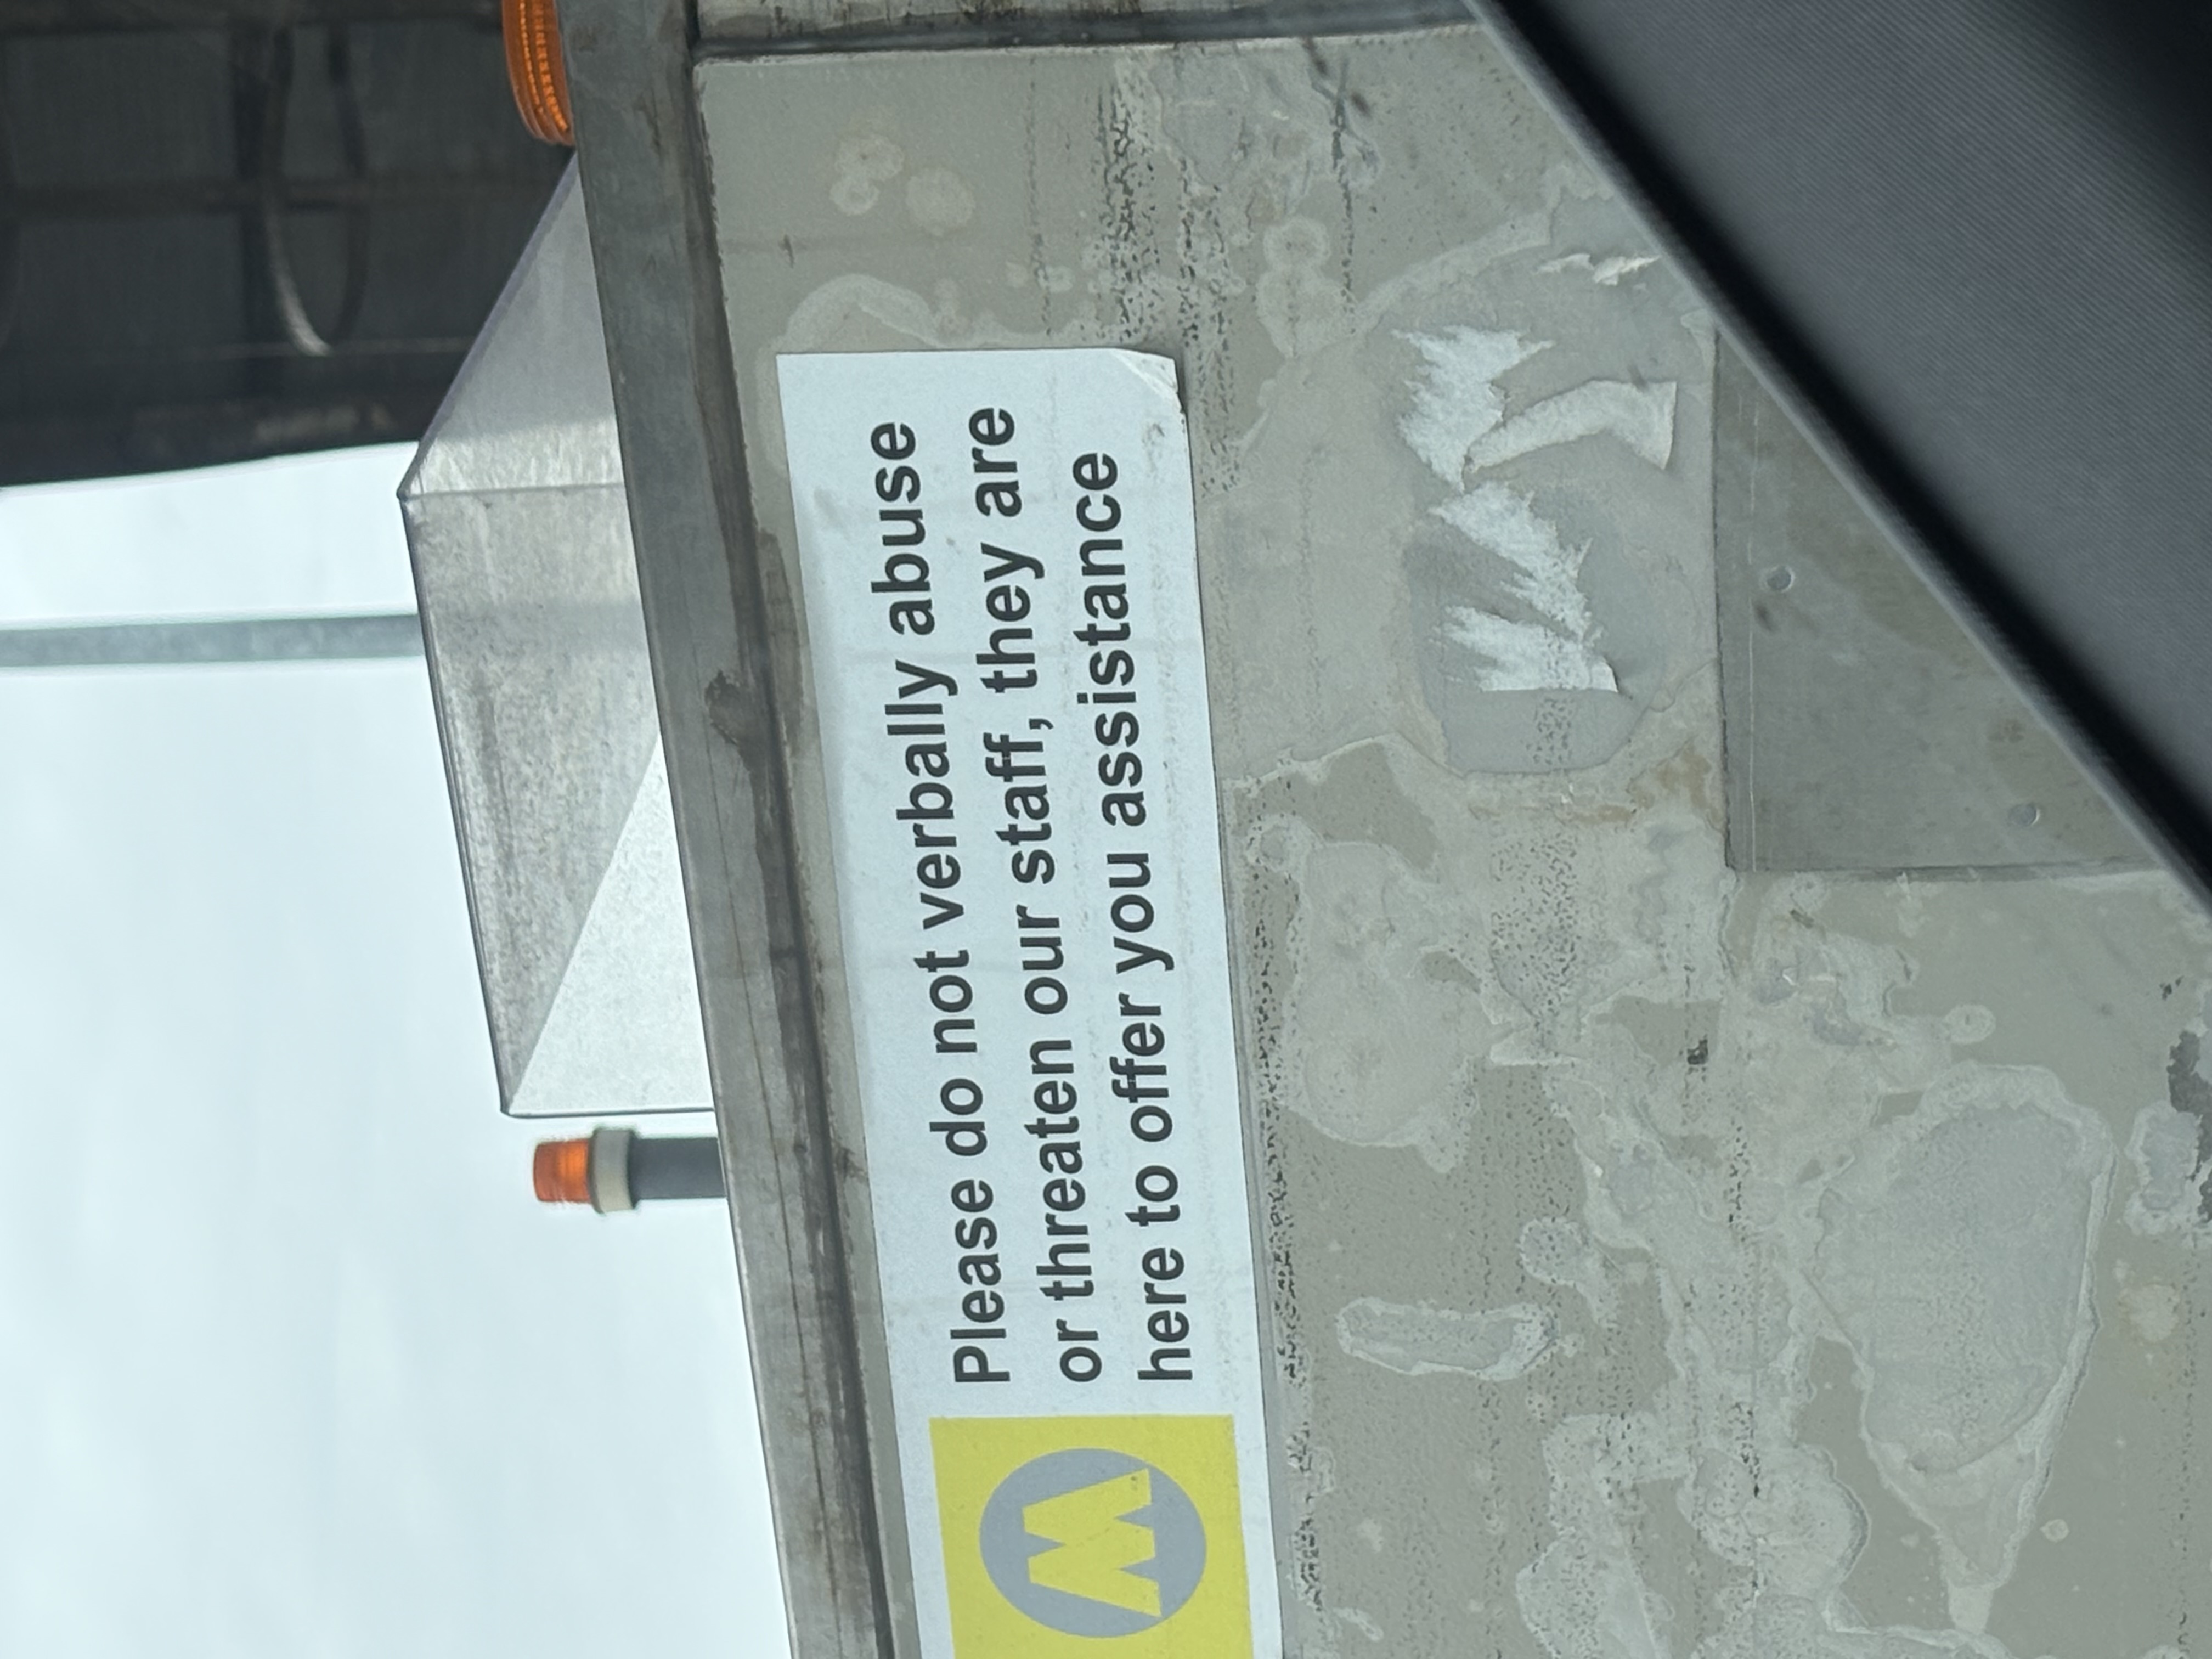 Please do not verbally abuse
or threaten our staff, they are
here to offer you assistance
W